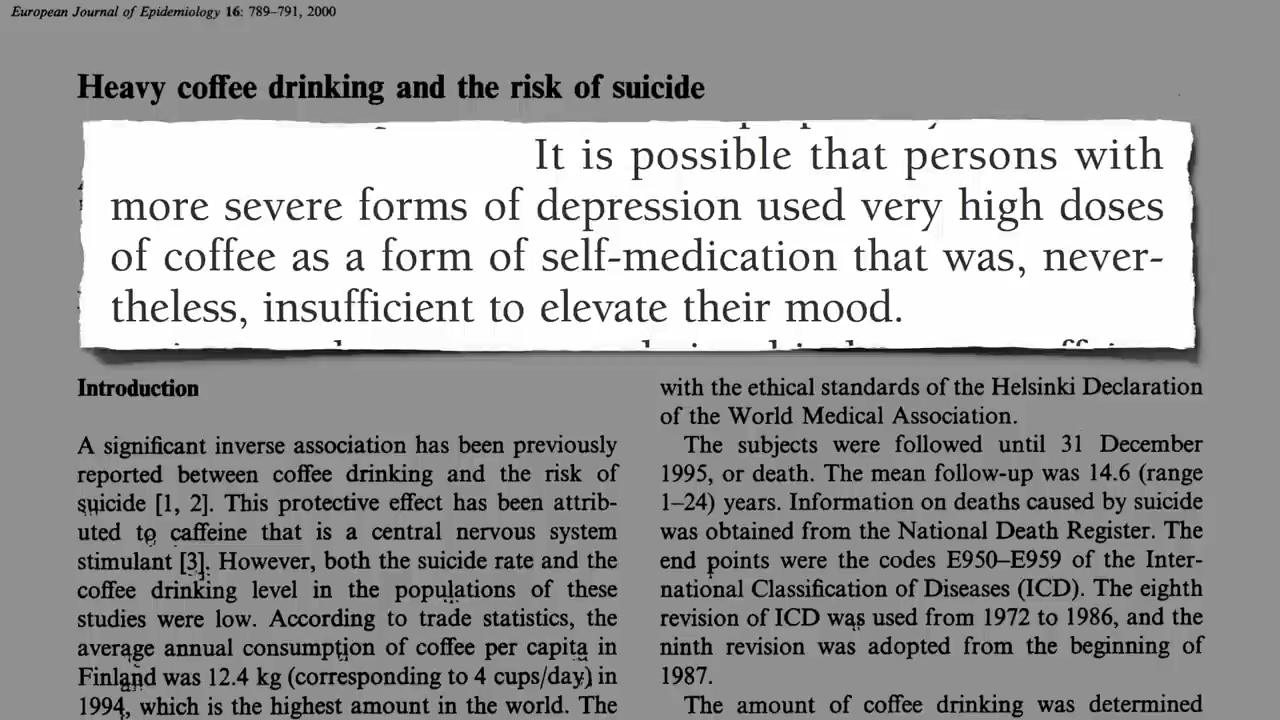 European Journal of Epidemiology 16: 789–791, 2000
Heavy coffee drinking and the risk of suicide
It is possible that persons with
more severe forms of depression used very high doses
of coffee as a form of self-medication that was, never-
theless, insufficient to elevate their mood.
Introduction
A significant inverse association has been previously
reported between coffee drinking and the risk of
suicide [1, 2]. This protective effect has been attrib-
uted to caffeine that is a central nervous system
stimulant [3]. However, both the suicide rate and the
coffee drinking level in the populations of these
studies were low. According to trade statistics, the
average annual consumption of coffee per capita in
Finland was 12.4 kg (corresponding to 4 cups/day) in
1994, which is the highest amount in the world. The
with the ethical standards of the Helsinki Declaration
of the World Medical Association.
The subjects were followed until 31 December
1995, or death. The mean follow-up was 14.6 (range
1–24) years. Information on deaths caused by suicide
was obtained from the National Death Register. The
end points were the codes E950–E959 of the Inter-
national Classification of Diseases (ICD). The eighth
revision of ICD was used from 1972 to 1986, and the
ninth revision was adopted from the beginning of
1987.
The amount of coffee drinking was determined